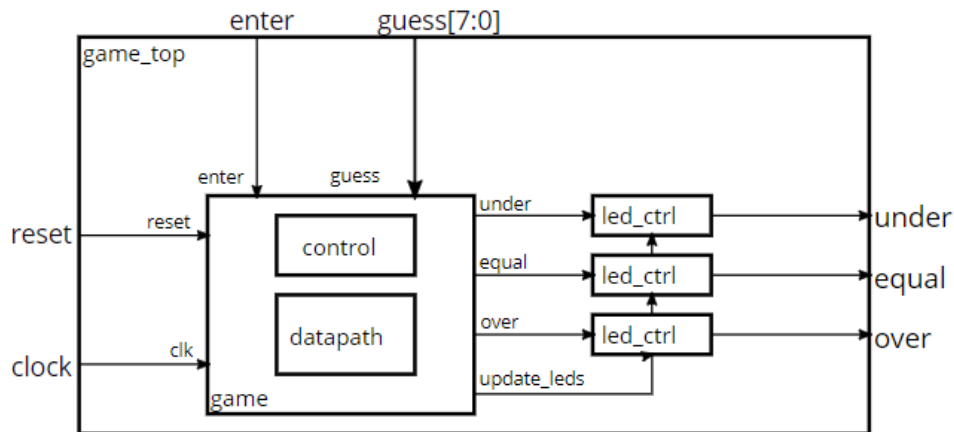 enter guess[7:0]
game_top
enter guess
reset reset
control
under led_ctrl under
equal led_ctrl equal
datapath
over led_ctrl over
clock clk
update_leds
game